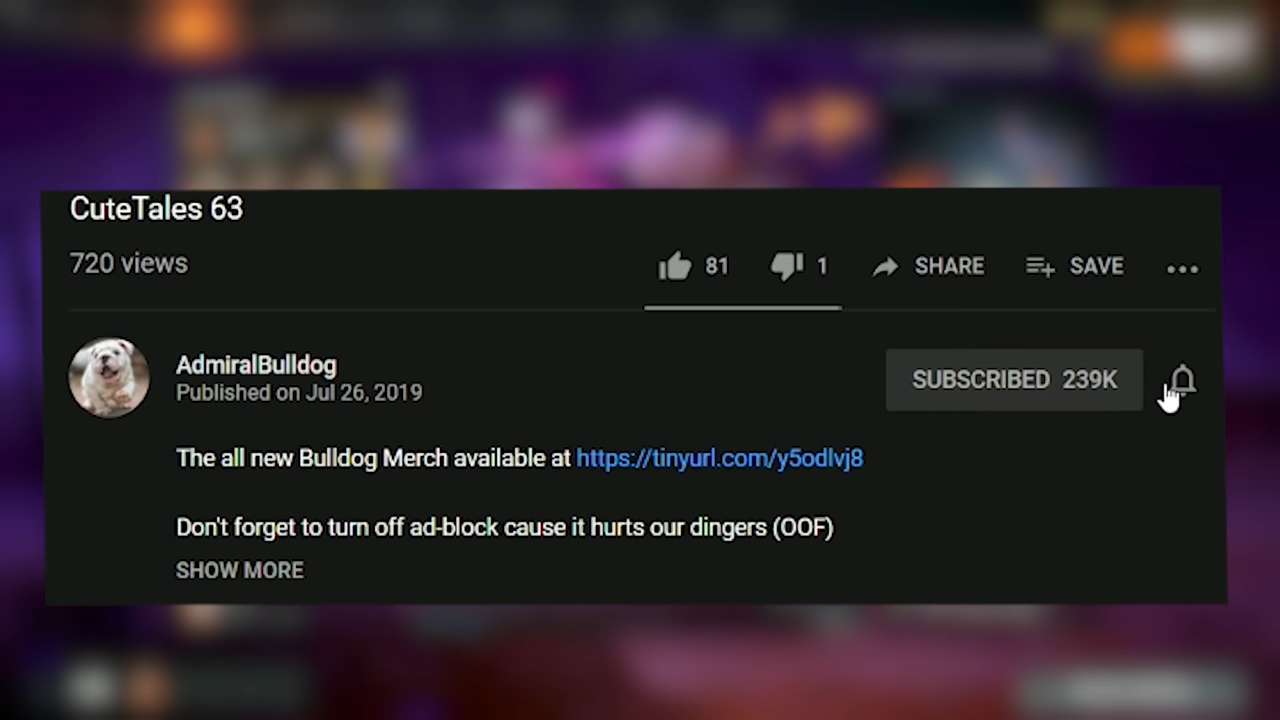 CuteTales 63
720 views
81 1 SHARE SAVE
AdmiralBulldog
Published on Jul 26, 2019
SUBSCRIBED 239K
The all new Bulldog Merch available at https://tinyurl.com/y5odlvj8
Don't forget to turn off ad-block cause it hurts our dingers (OOF)
SHOW MORE